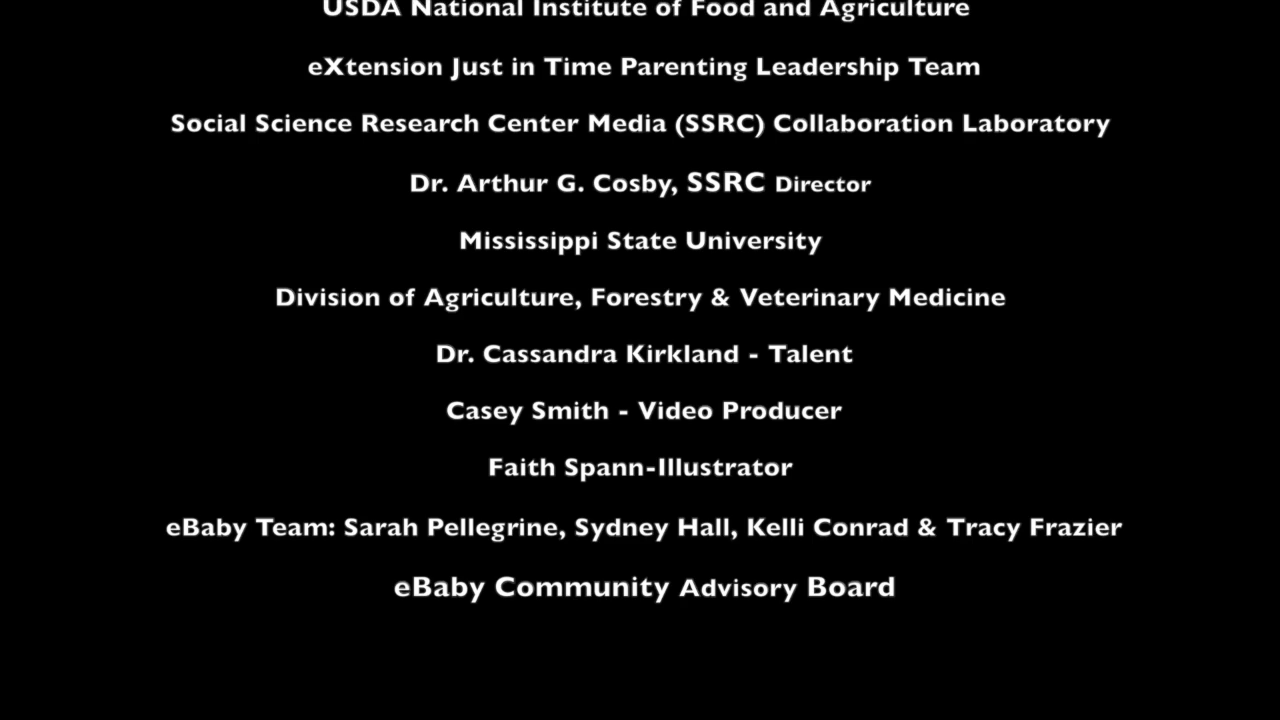 USDA National Institute of Food and Agriculture
eXtension Just in Time Parenting Leadership Team
Social Science Research Center Media (SSRC) Collaboration Laboratory
Dr. Arthur G. Cosby, SSRC Director
Mississippi State University
Division of Agriculture, Forestry & Veterinary Medicine
Dr. Cassandra Kirkland - Talent
Casey Smith - Video Producer
Faith Spann-Illustrator
eBaby Team: Sarah Pellegrine, Sydney Hall, Kelli Conrad & Tracy Frazier
eBaby Community Advisory Board